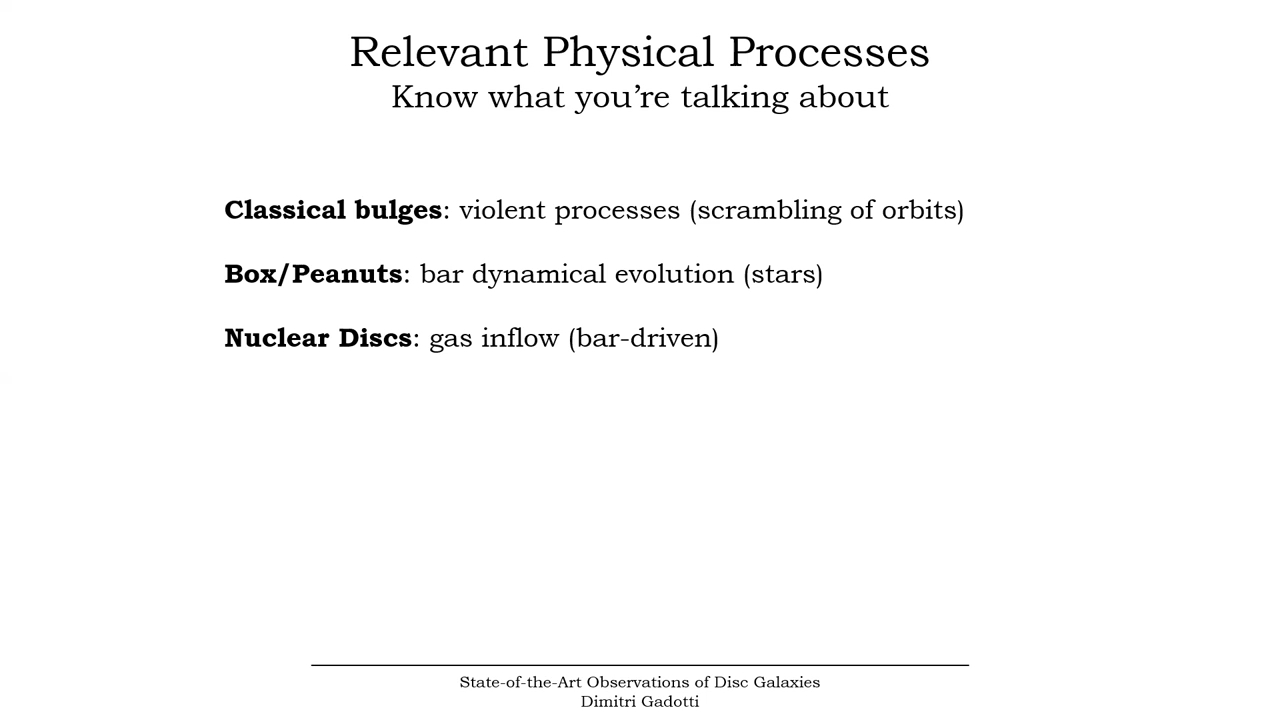 Relevant Physical Processes
Know what you’re talking about
Classical bulges: violent processes (scrambling of orbits)
Box/Peanuts: bar dynamical evolution (stars)
Nuclear Discs: gas inflow (bar-driven)
State-of-the-Art Observations of Disc Galaxies
Dimitri Gadotti